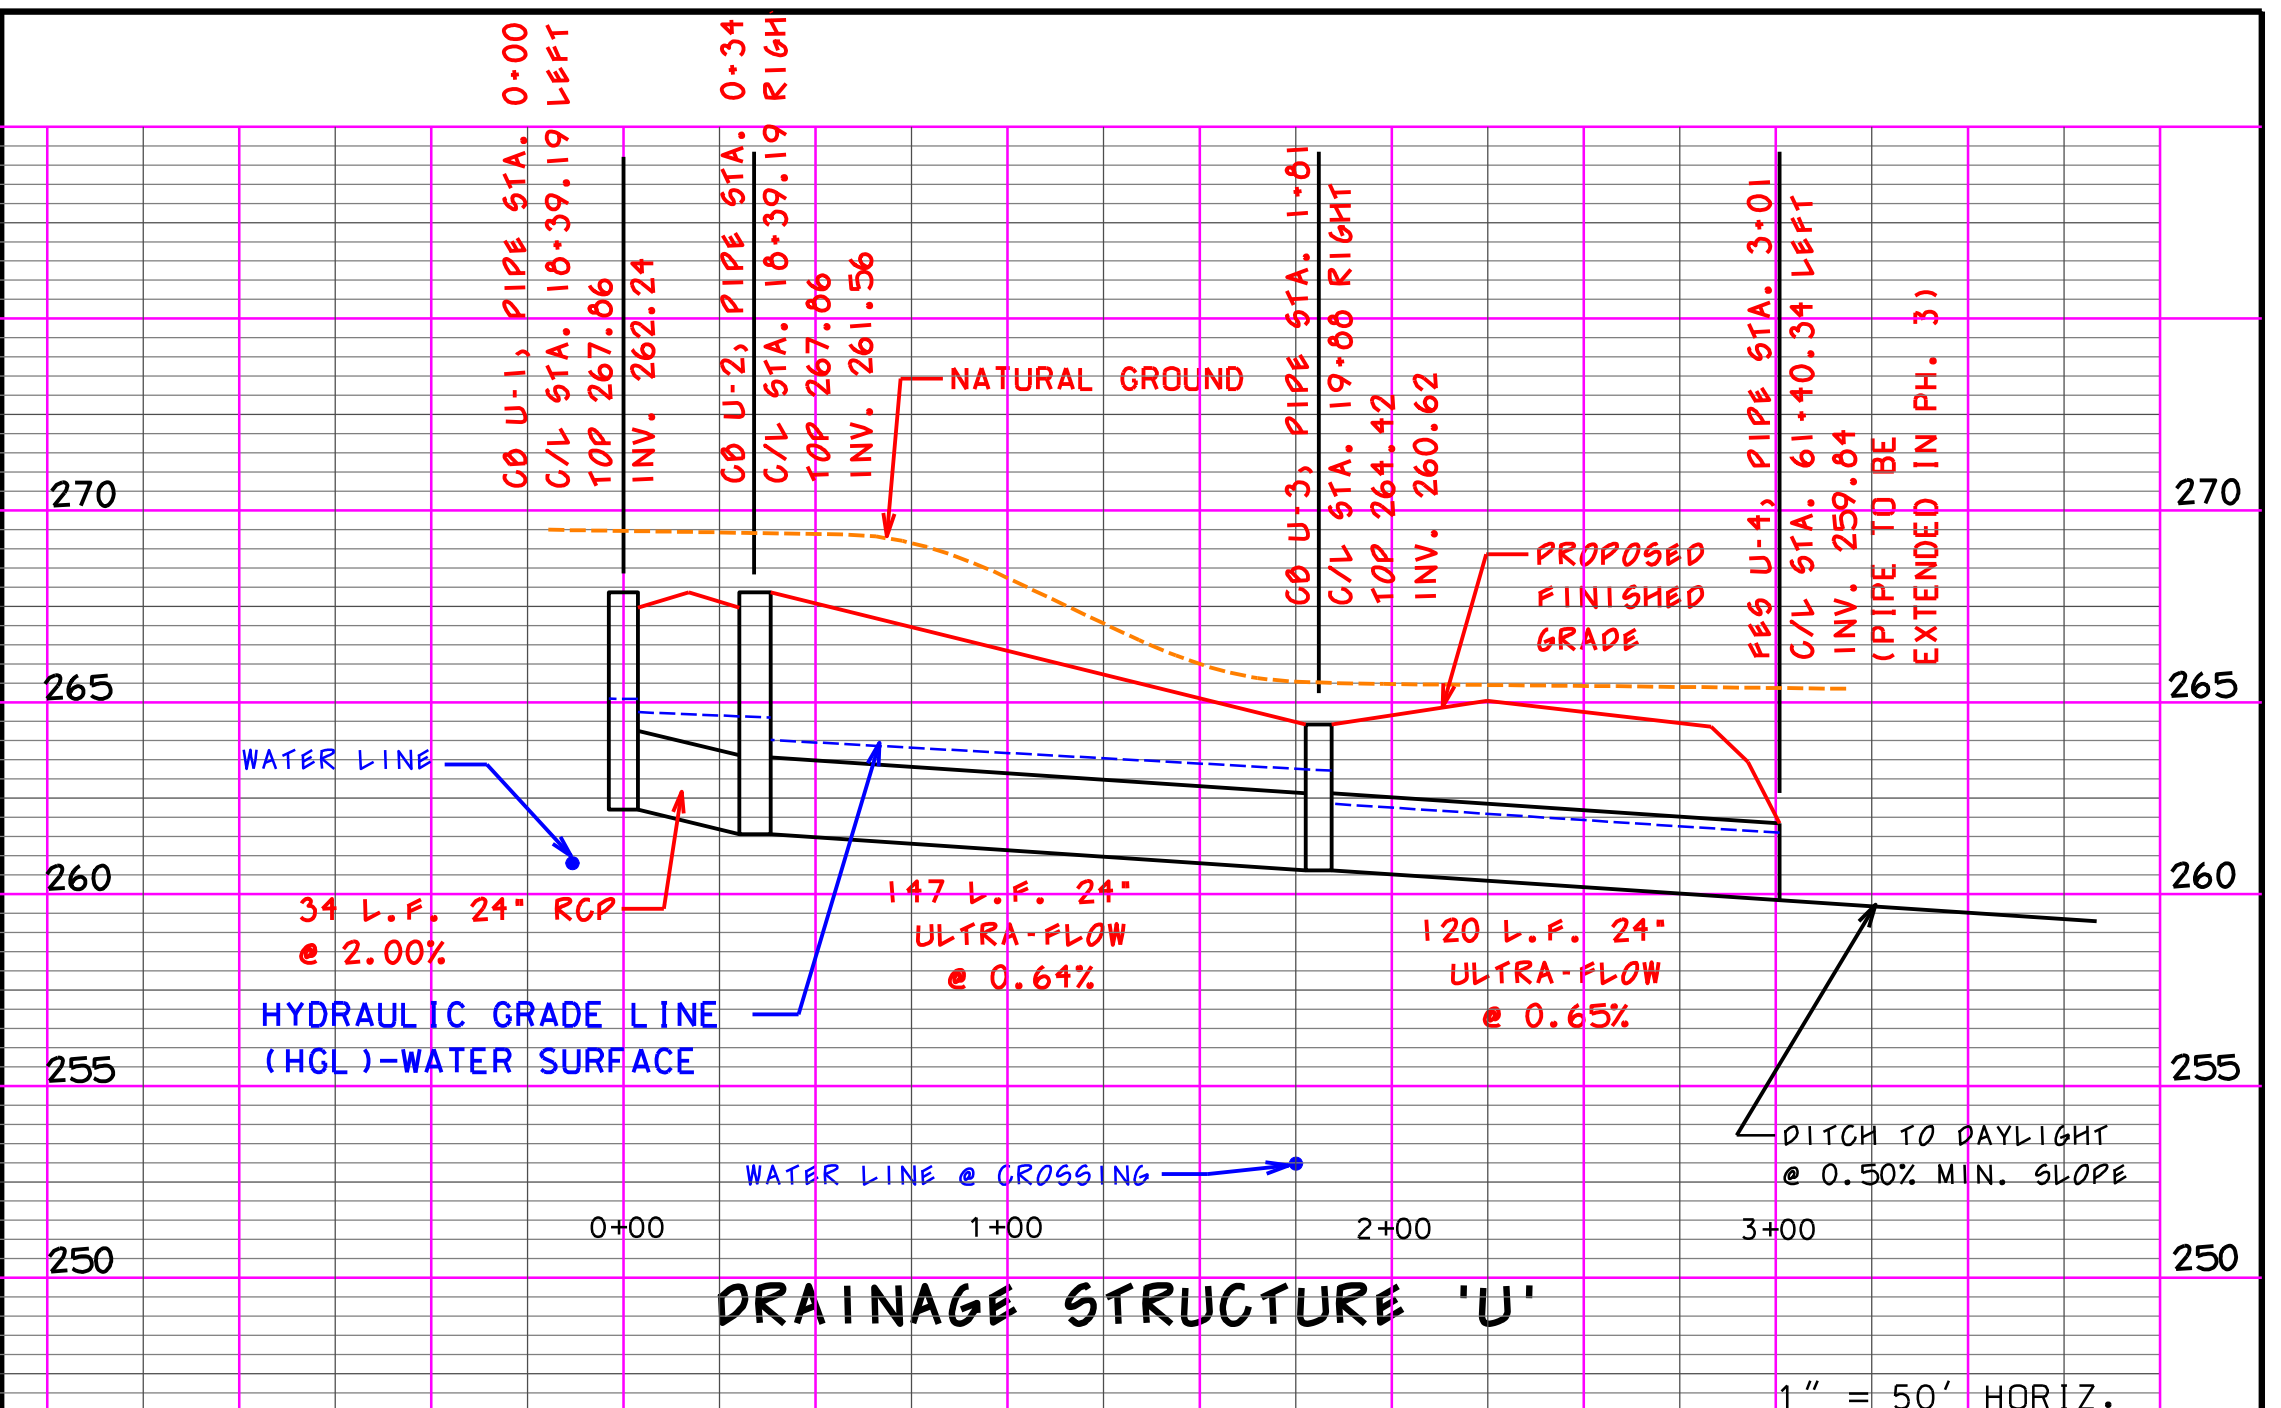 CB U-1, PIPE STA. 0+00
C/L STA. 18+39.19 LEFT
TOP 267.86
INV. 262.24
CB U-2, PIPE STA. 0+34
C/L STA. 18+39.19 RIGHT
TOP 267.86
INV. 261.56
CB U-3, PIPE STA. 1+81
C/L STA. 19+88 RIGHT
TOP 264.42
INV. 260.62
FES U-4, PIPE STA. 3+01
C/L STA. 61+40.34 LEFT
INV. 259.84
(PIPE TO BE
EXTENDED IN PH. 3)
NATURAL GROUND
270
270
PROPOSED
FINISHED
GRADE
265
265
WATER LINE
260
260
34 L.F. 24" RCP
@ 2.00%
147 L.F. 24"
ULTRA-FLOW
@ 0.64%
120 L.F. 24"
ULTRA-FLOW
@ 0.65%
HYDRAULIC GRADE LINE
(HGL)-WATER SURFACE
255
255
DITCH TO DAYLIGHT
@ 0.50% MIN. SLOPE
WATER LINE @ CROSSING
0+00
1+00
2+00
3+00
250
250
DRAINAGE STRUCTURE 'U'
1" = 50' HORIZ.